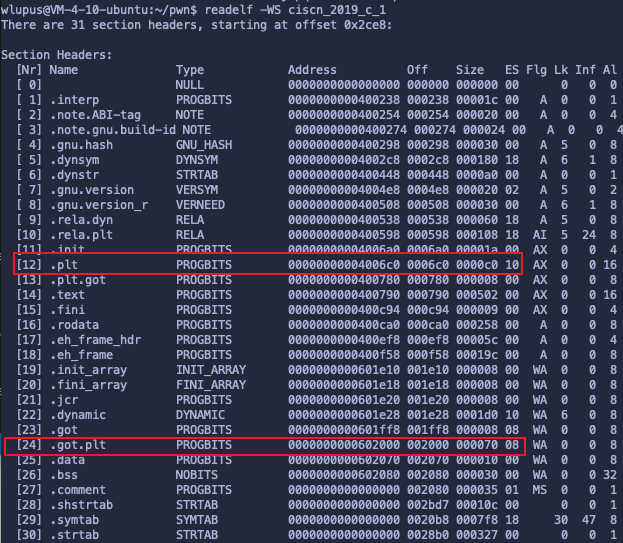 wlupus@VM-4-10-ubuntu:~/pwn$ readelf -WS ciscn_2019_c_1
There are 31 section headers, starting at offset 0x2ce8:
Section Headers:
[Nr] Name Type Address Off Size ES Flg Lk Inf Al
[ 0] NULL 0000000000000000 000000 000000 00 0 0 0
[ 1] .interp PROGBITS 0000000000400238 000238 00001c 00 A 0 0 1
[ 2] .note.ABI-tag NOTE 0000000000400254 000254 000020 00 A 0 0 4
[ 3] .note.gnu.build-id NOTE 0000000000400274 000274 000024 00 A 0 0 4
[ 4] .gnu.hash GNU_HASH 0000000000400298 000298 000030 00 A 5 0 8
[ 5] .dynsym DYNSYM 00000000004002c8 0002c8 000180 18 A 6 1 8
[ 6] .dynstr STRTAB 0000000000400448 000448 0000a0 00 A 0 0 1
[ 7] .gnu.version VERSYM 00000000004004e8 0004e8 000020 02 A 5 0 2
[ 8] .gnu.version_r VERNEED 0000000000400508 000508 000030 00 A 6 1 8
[ 9] .rela.dyn RELA 0000000000400538 000538 000060 18 A 5 0 8
[10] .rela.plt RELA 0000000000400598 000598 000108 18 AI 5 24 8
[11] .init PROGBITS 00000000004006a0 0006a0 00001a 00 AX 0 0 4
[12] .plt PROGBITS 00000000004006c0 0006c0 0000c0 10 AX 0 0 16
[13] .plt.got PROGBITS 0000000000400780 000780 000008 00 AX 0 0 8
[14] .text PROGBITS 0000000000400790 000790 000502 00 AX 0 0 16
[15] .fini PROGBITS 0000000000400c94 000c94 000009 00 AX 0 0 4
[16] .rodata PROGBITS 0000000000400ca0 000ca0 000258 00 A 0 0 8
[17] .eh_frame_hdr PROGBITS 0000000000400ef8 000ef8 00005c 00 A 0 0 4
[18] .eh_frame PROGBITS 0000000000400f58 000f58 00019c 00 A 0 0 8
[19] .init_array INIT_ARRAY 0000000000601e10 001e10 000008 00 WA 0 0 8
[20] .fini_array FINI_ARRAY 0000000000601e18 001e18 000008 00 WA 0 0 8
[21] .jcr PROGBITS 0000000000601e20 001e20 000008 00 WA 0 0 8
[22] .dynamic DYNAMIC 0000000000601e28 001e28 0001d0 10 WA 6 0 8
[23] .got PROGBITS 0000000000601ff8 001ff8 000008 08 WA 0 0 8
[24] .got.plt PROGBITS 0000000000602000 002000 000070 08 WA 0 0 8
[25] .data PROGBITS 0000000000602070 002070 000010 00 WA 0 0 8
[26] .bss NOBITS 0000000000602080 002080 000030 00 WA 0 0 32
[27] .comment PROGBITS 0000000000000000 002080 000035 01 MS 0 0 1
[28] .shstrtab STRTAB 0000000000000000 002bd7 00010c 00 0 0 1
[29] .symtab SYMTAB 0000000000000000 0020b8 0007f8 18 30 47 8
[30] .strtab STRTAB 0000000000000000 0028b0 000327 00 0 0 1